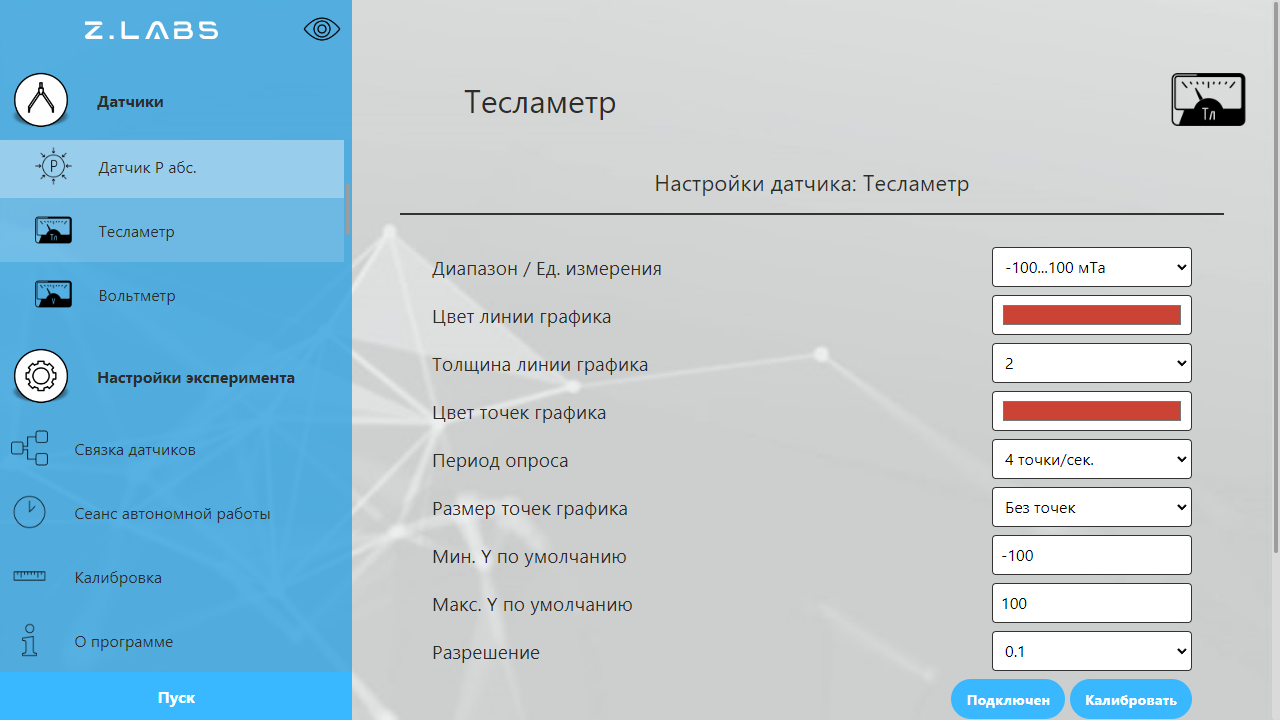 Z.LABS
Датчики
P
Датчик P абс.
Тл
Тесламетр
V
Вольтметр
Настройки эксперимента
Связка датчиков
Сеанс автономной работы
Калибровка
О программе
Пуск
Тесламетр
Тл
Настройки датчика: Тесламетр
Диапазон / Ед. измерения -100...100 мТа
Цвет линии графика
Толщина линии графика 2
Цвет точек графика
Период опроса 4 точки/сек.
Размер точек графика Без точек
Мин. Y по умолчанию -100
Макс. Y по умолчанию 100
Разрешение 0.1
Подключен Калибровать